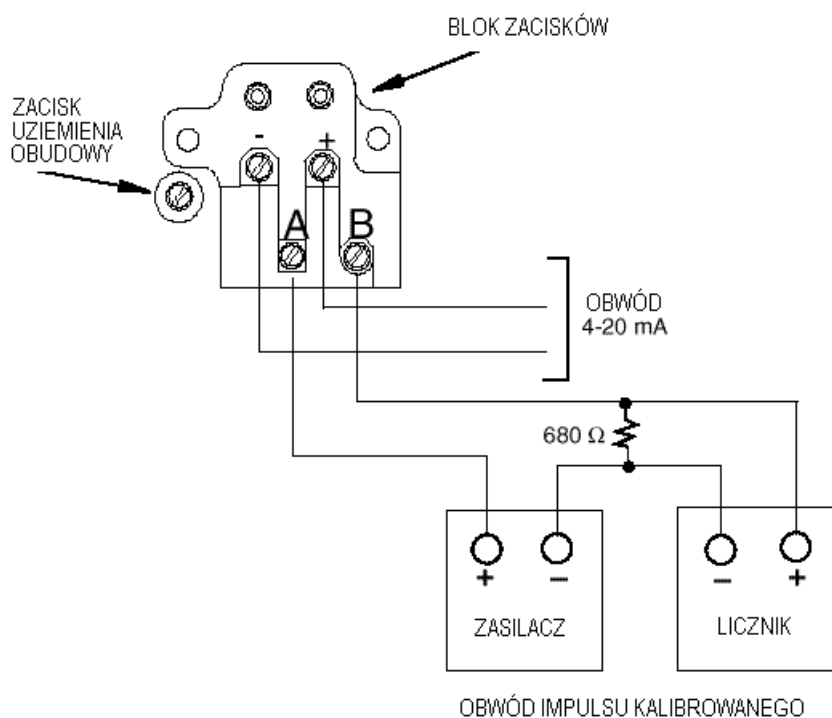 BLOK ZACISKÓW
ZACISK
UZIEMIENIA
OBUDOWY
- +
A B
OBWÓD
4-20 mA
680 Ω
+ − − +
ZASILACZ LICZNIK
OBWÓD IMPULSU KALIBROWANEGO